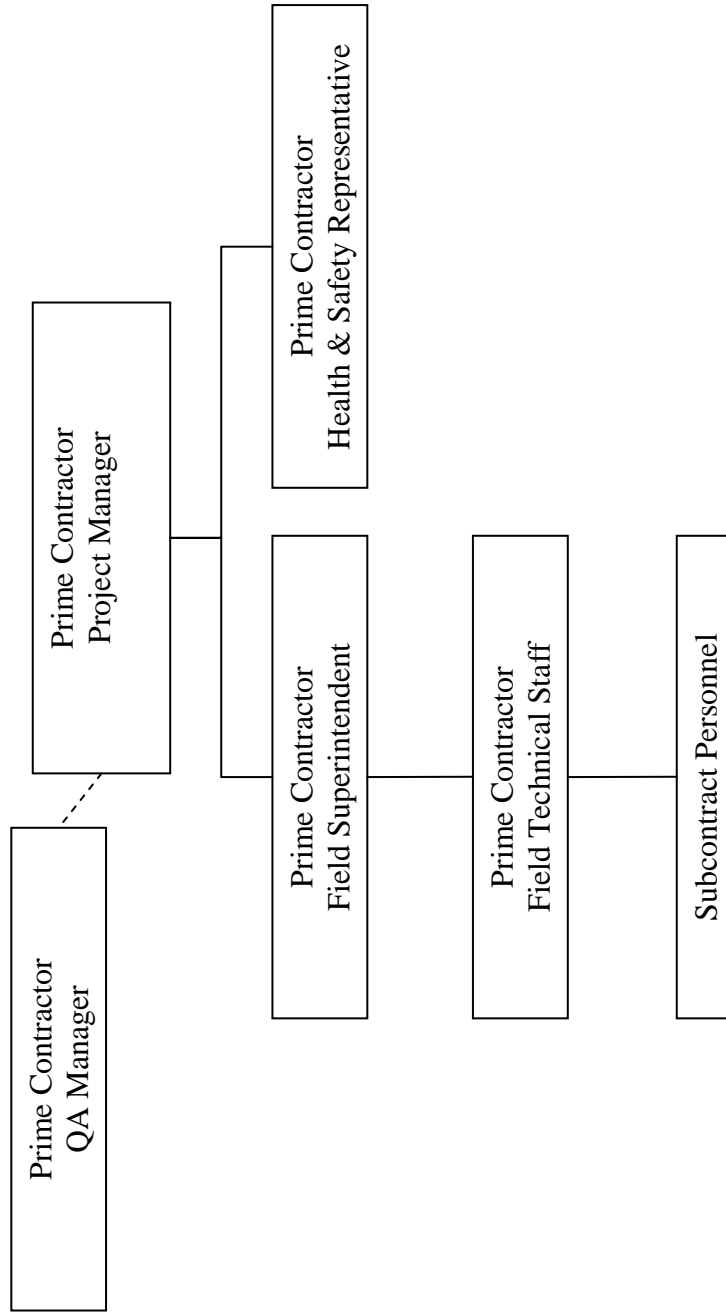 Prime Contractor
QA Manager
Prime Contractor
Project Manager
Prime Contractor
Field Superintendent
Prime Contractor
Health & Safety Representative
Prime Contractor
Field Technical Staff
Subcontract Personnel